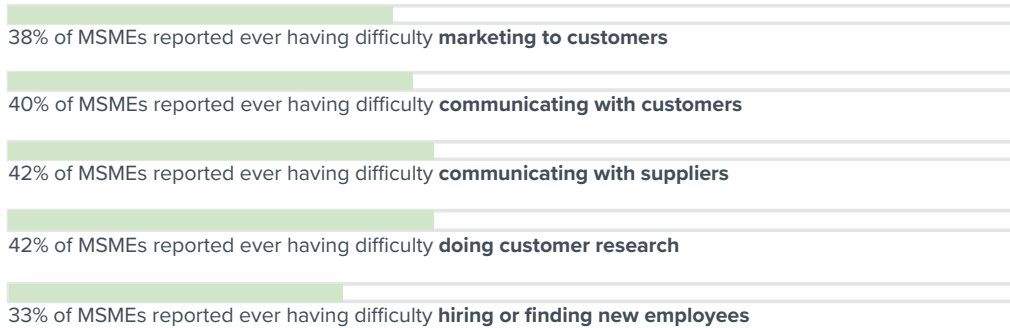 38% of MSMEs reported ever having difficulty marketing to customers
40% of MSMEs reported ever having difficulty communicating with customers
42% of MSMEs reported ever having difficulty communicating with suppliers
42% of MSMEs reported ever having difficulty doing customer research
33% of MSMEs reported ever having difficulty hiring or finding new employees